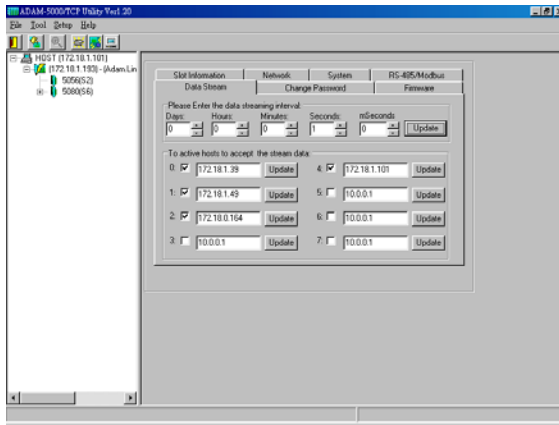 ADAM-5000/TCP Utility Ver1.20
File Tool Setup Help
HOST (172.18.1.101)
(172.18.1.193)-(Adam.Lin
5056(S2)
5080(S6)
Slot Information Network System RS-485/Modbus
Data Stream Change Password Firmware
Please Enter the data streaming interval:
Days: Hours: Minutes: Seconds: mSeconds
0 0 0 1 0 Update
To active hosts to accept the stream data:
0: 172.18.1.39 Update 4: 172.18.1.101 Update
1: 172.18.1.49 Update 5: 10.0.0.1 Update
2: 172.18.0.164 Update 6: 10.0.0.1 Update
3: 10.0.0.1 Update 7: 10.0.0.1 Update